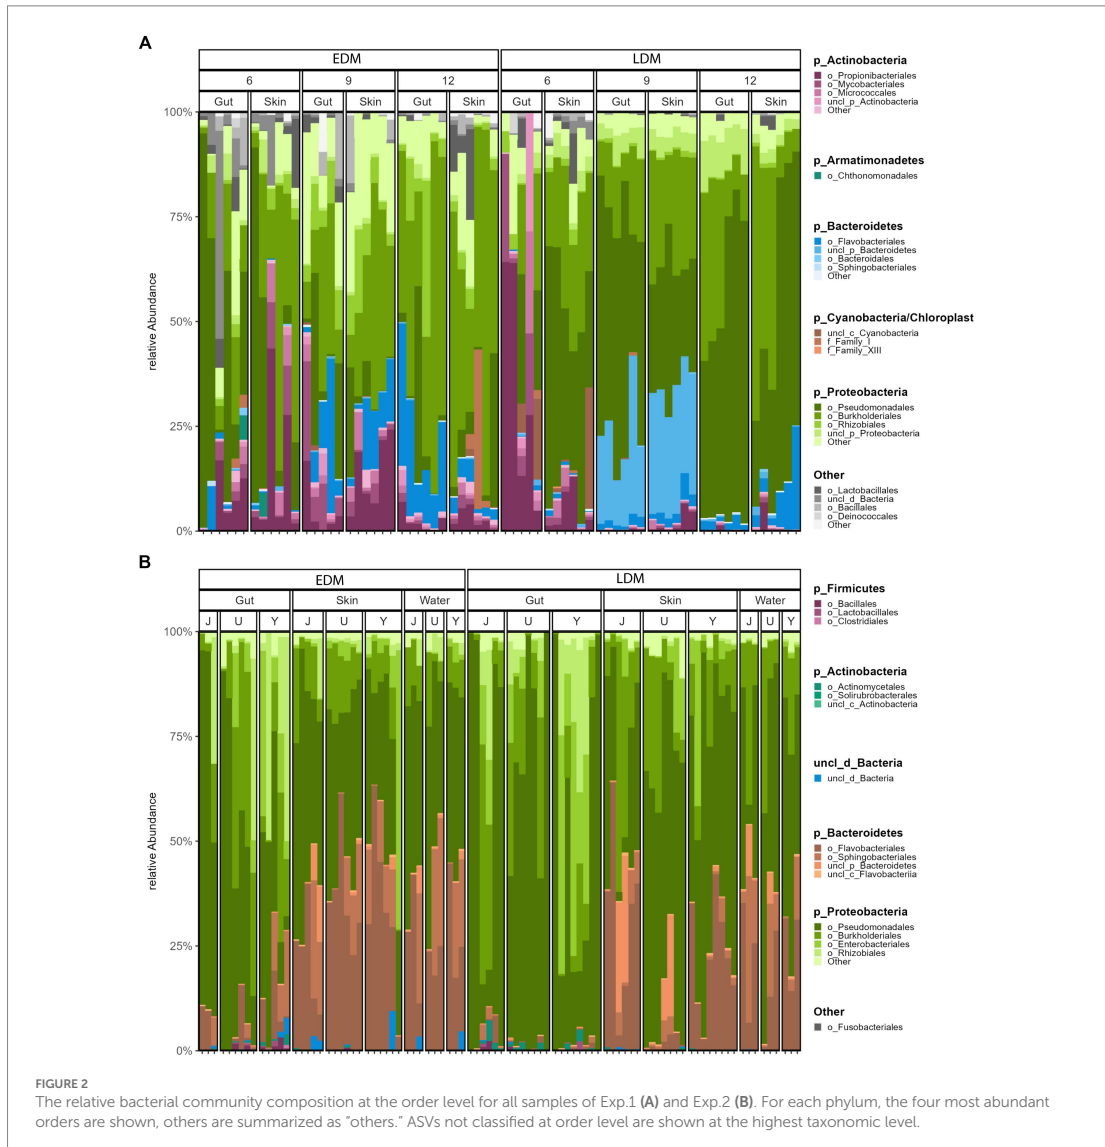 A
EDM
LDM
6
9
12
6
9
12
Gut
Skin
Gut
Skin
Gut
Skin
Gut
Skin
Gut
Skin
Gut
Skin
100%
75%
50%
25%
0%
relative Abundance
p_Actinobacteria
o_Propionibacteriales
o_Mycobacteriales
o_Micrococcales
uncl_p_Actinobacteria
Other
p_Armatimonadetes
o_Chthonomonadales
p_Bacteroidetes
o_Flavobacteriales
uncl_p_Bacteroidetes
o_Bacteroidales
o_Sphingobacteriales
Other
p_Cyanobacteria/Chloroplast
uncl_c_Cyanobacteria
f_Family_I
f_Family_XIII
p_Proteobacteria
o_Pseudomonadales
o_Burkholderiales
o_Rhizobiales
uncl_p_Proteobacteria
Other
Other
o_Lactobacillales
uncl_d_Bacteria
o_Bacillales
o_Deinococcales
Other
B
EDM
LDM
Gut
Skin
Water
Gut
Skin
Water
J
U
Y
J
U
Y
J
U
Y
J
U
Y
J
U
Y
J
U
Y
100%
75%
50%
25%
0%
relative Abundance
p_Firmicutes
o_Bacillales
o_Lactobacillales
o_Clostridiales
p_Actinobacteria
o_Actinomycetales
o_Solirubrobacterales
uncl_c_Actinobacteria
uncl_d_Bacteria
uncl_d_Bacteria
p_Bacteroidetes
o_Flavobacteriales
o_Sphingobacteriales
uncl_p_Bacteroidetes
uncl_c_Flavobacteriia
p_Proteobacteria
o_Pseudomonadales
o_Burkholderiales
o_Enterobacteriales
o_Rhizobiales
Other
Other
o_Fusobacteriales
FIGURE 2
The relative bacterial community composition at the order level for all samples of Exp.1 (A) and Exp.2 (B). For each phylum, the four most abundant
orders are shown, others are summarized as “others.” ASVs not classified at order level are shown at the highest taxonomic level.